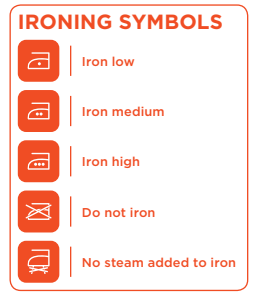 IRONING SYMBOLS
Iron low
Iron medium
Iron high
Do not iron
No steam added to iron